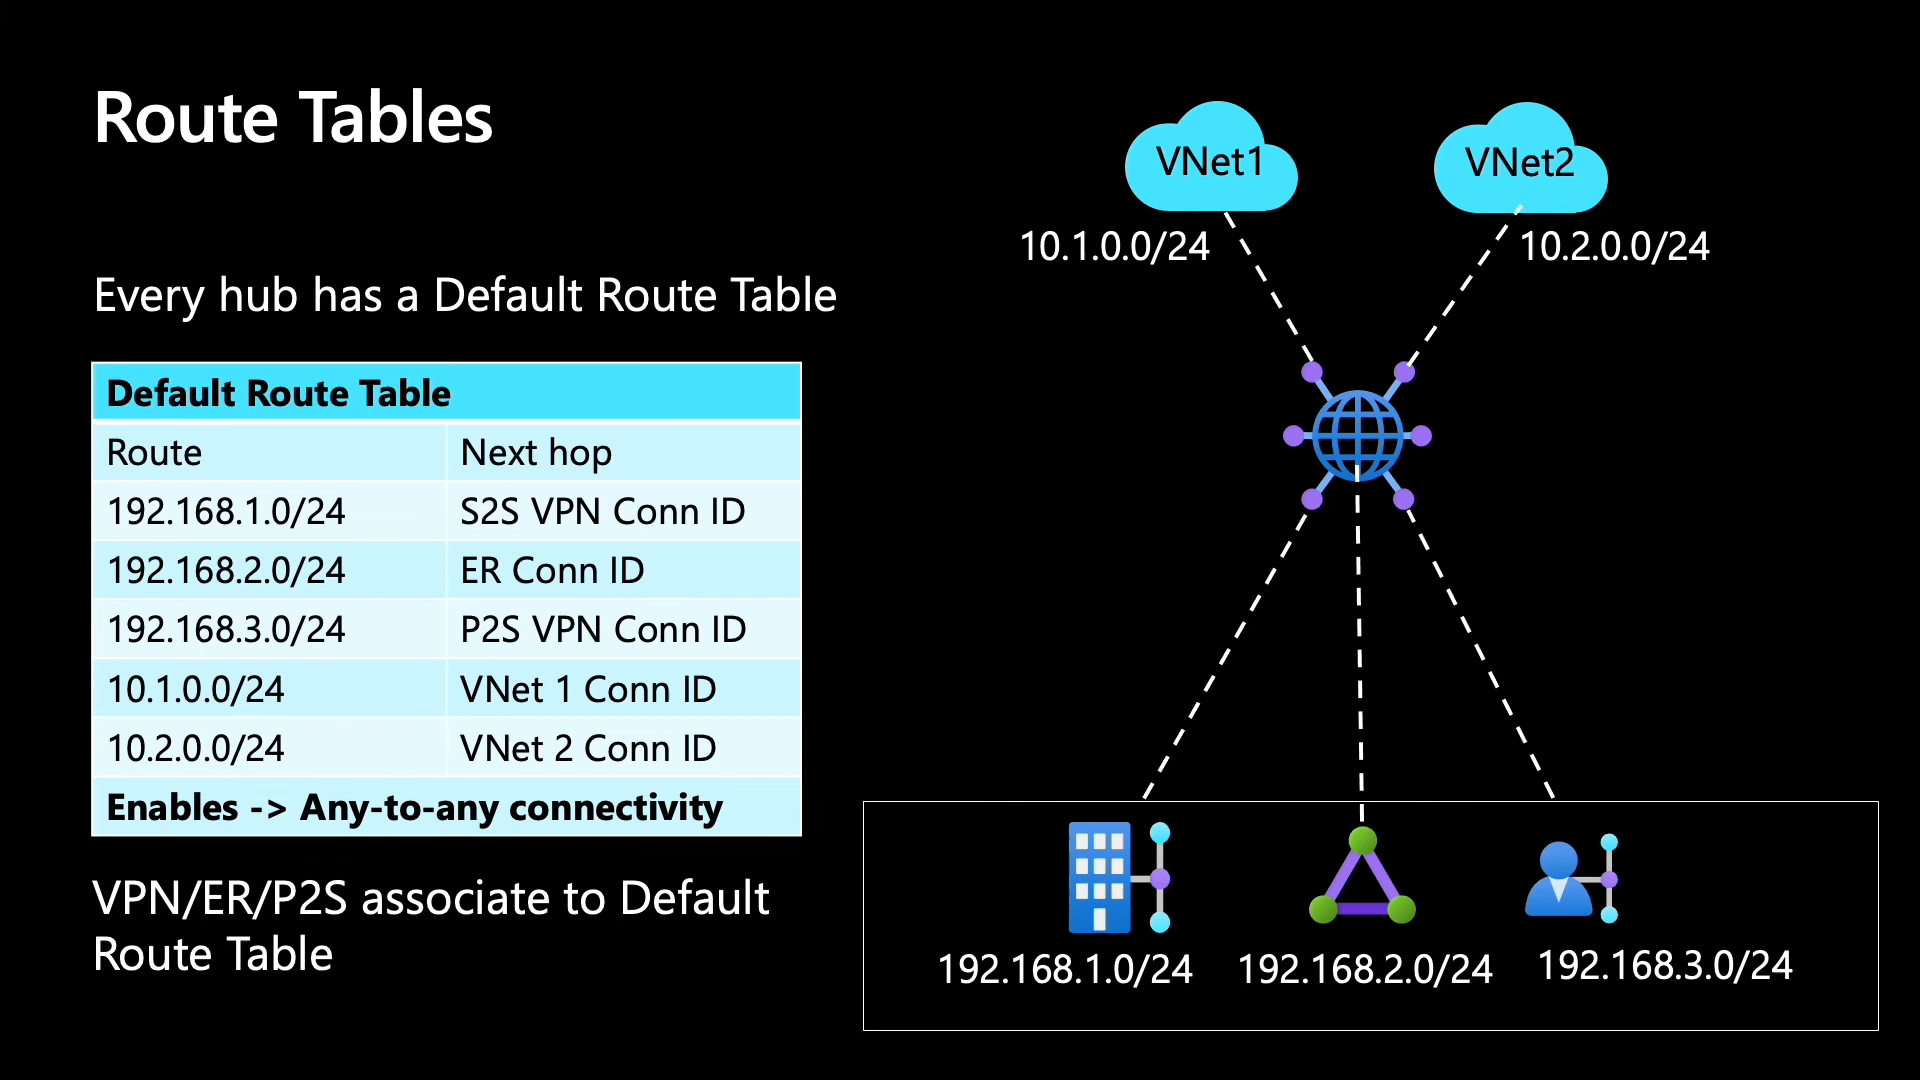 Route Tables
Every hub has a Default Route Table
Default Route Table
Route Next hop
192.168.1.0/24 S2S VPN Conn ID
192.168.2.0/24 ER Conn ID
192.168.3.0/24 P2S VPN Conn ID
10.1.0.0/24 VNet 1 Conn ID
10.2.0.0/24 VNet 2 Conn ID
Enables -> Any-to-any connectivity
VPN/ER/P2S associate to Default
Route Table
VNet1
VNet2
10.1.0.0/24
10.2.0.0/24
192.168.1.0/24
192.168.2.0/24
192.168.3.0/24